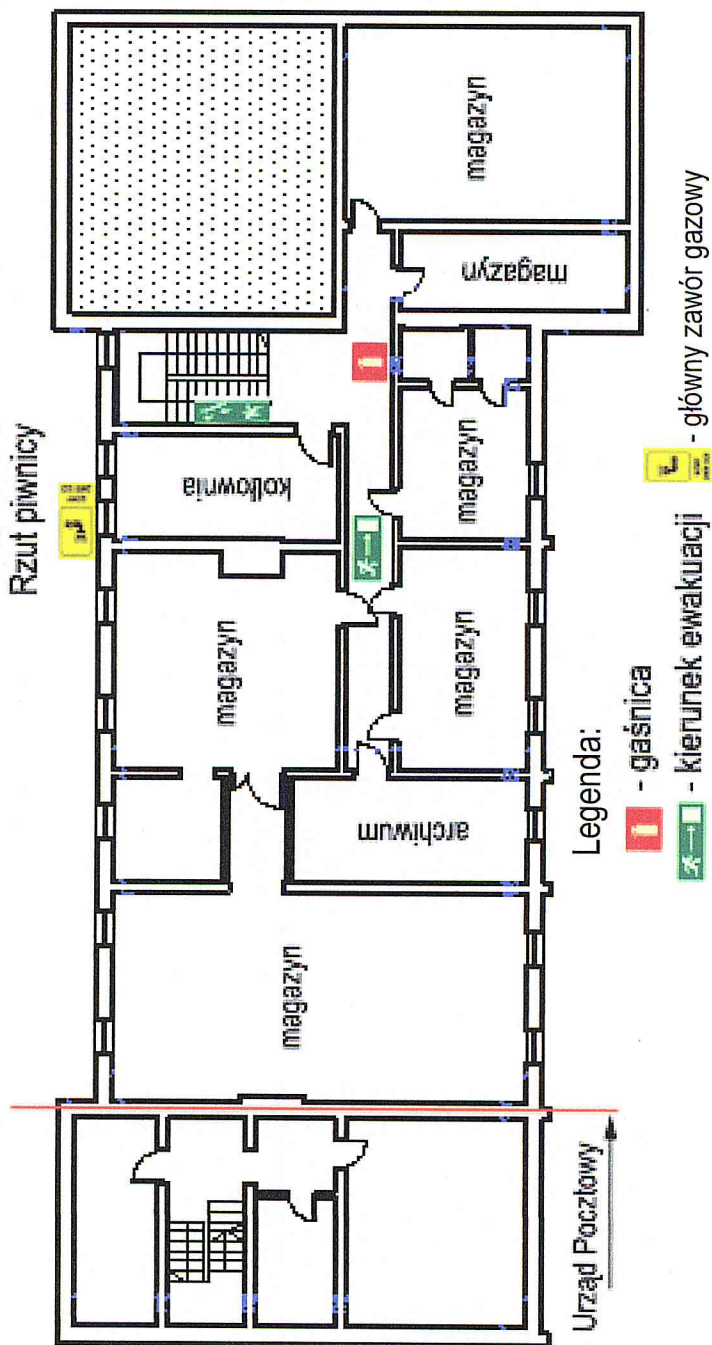 Rzut piwnicy
magazyn
magazyn
kotłownia
magazyn
magazyn
magazyn
archiwum
magazyn
Urząd Pocztowy
Legenda:
- gaśnica
- kierunek ewakuacji
- główny zawór gazowy